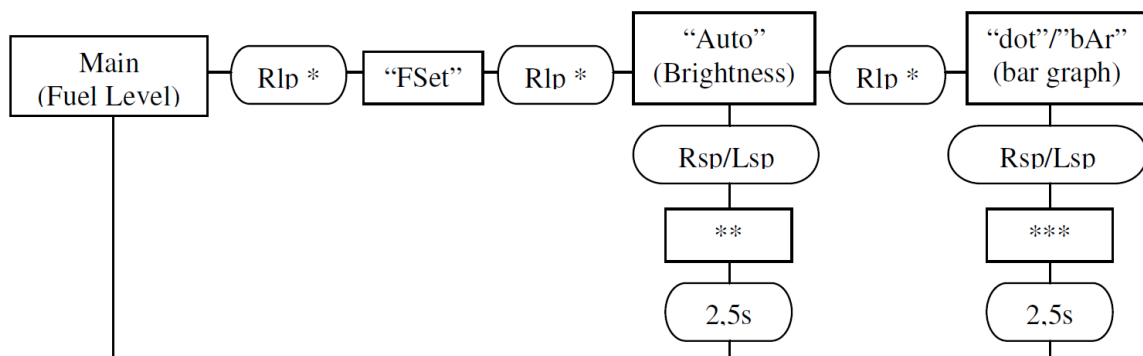 Main
(Fuel Level)
Rlp *
“FSet”
Rlp *
“Auto”
(Brightness)
Rlp *
“dot”/”bAr”
(bar graph)
Rsp/Lsp
Rsp/Lsp
**
***
2,5s
2,5s